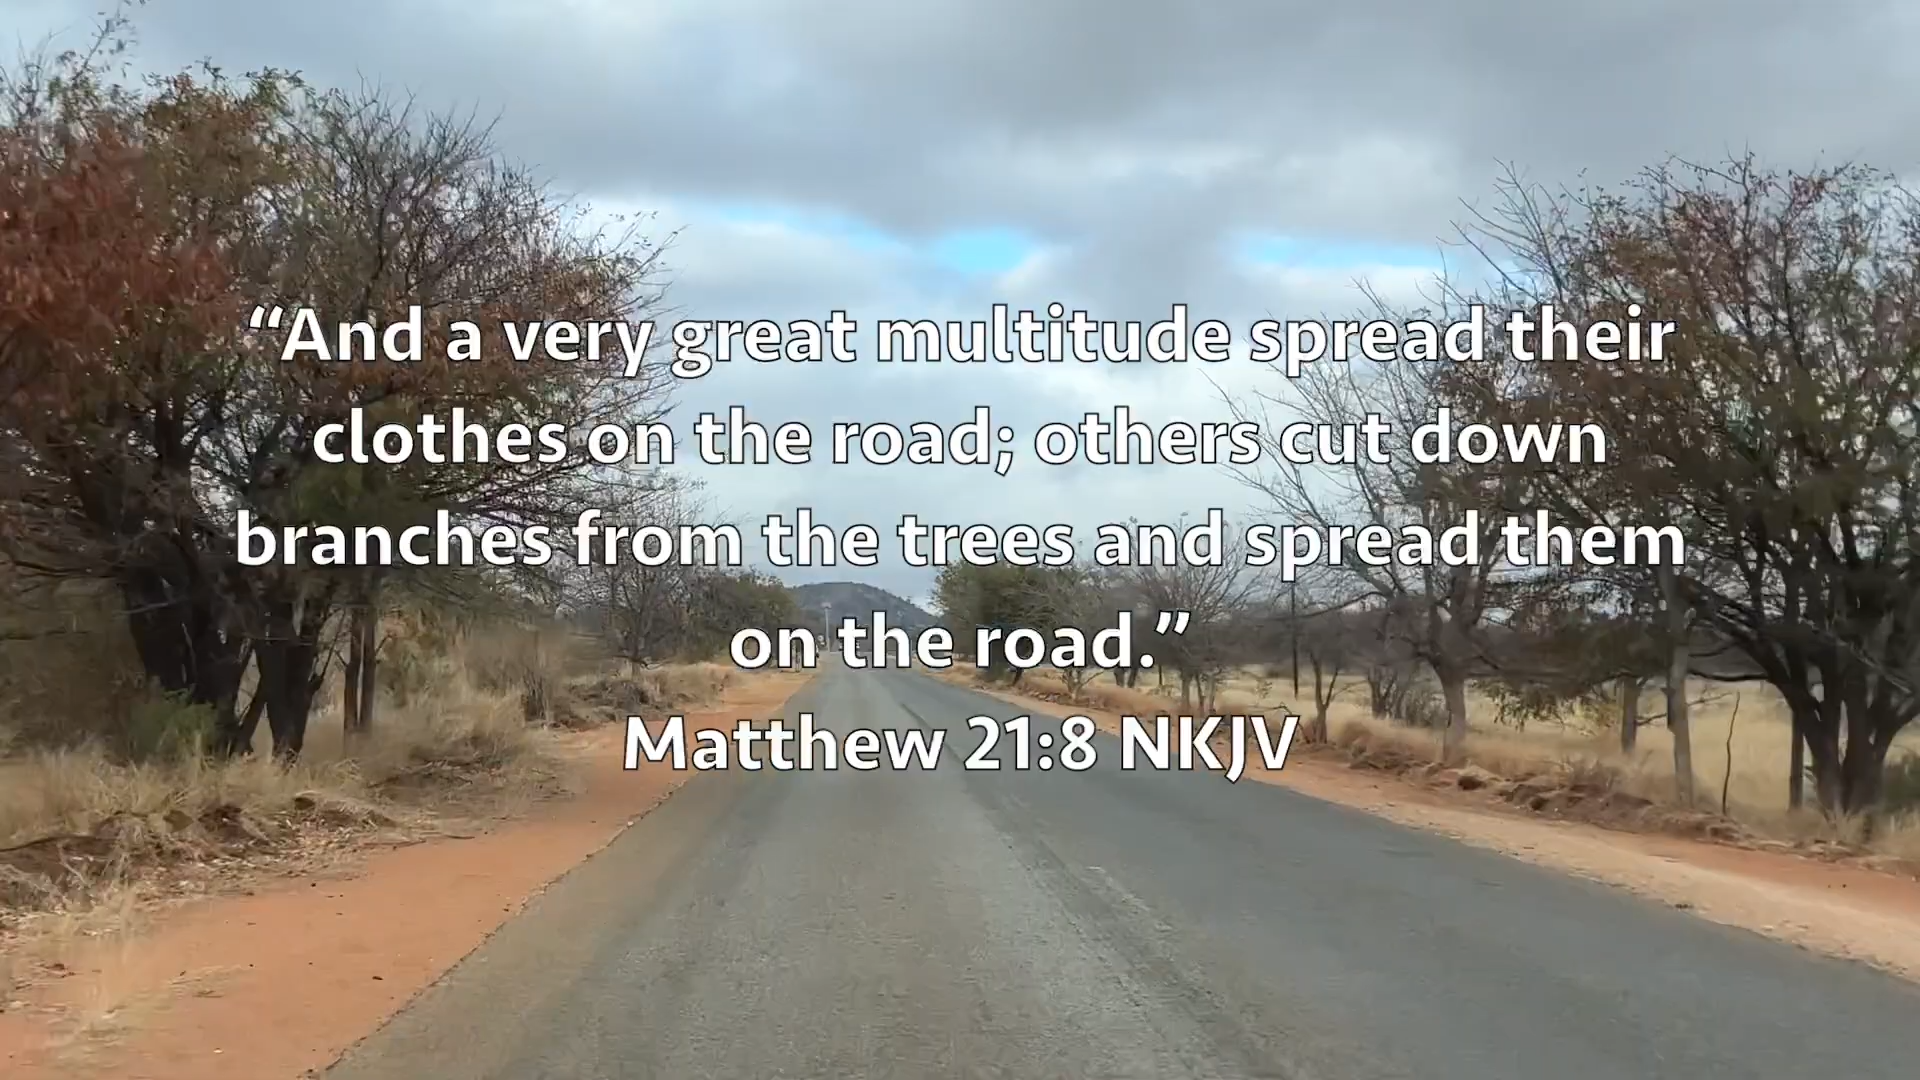 “And a very great multitude spread their
clothes on the road; others cut down
branches from the trees and spread them
on the road.”
Matthew 21:8 NKJV